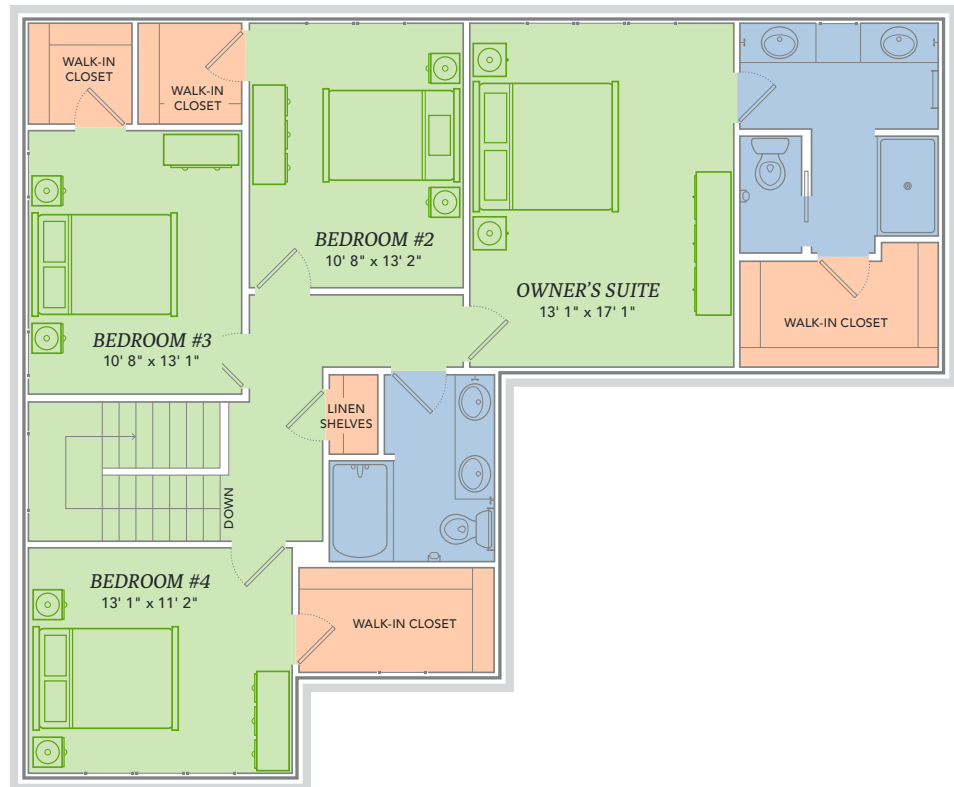 WALK-IN
CLOSET
WALK-IN
CLOSET
BEDROOM #2
10' 8" x 13' 2"
OWNER'S SUITE
13' 1" x 17' 1"
WALK-IN CLOSET
BEDROOM #3
10' 8" x 13' 1"
LINEN
SHELVES
DOWN
BEDROOM #4
13' 1" x 11' 2"
WALK-IN CLOSET